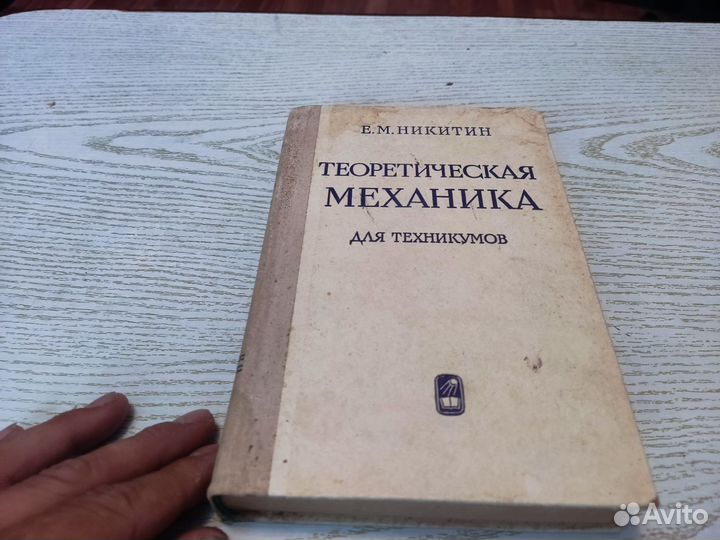 Е. М. НИКИТИН
ТЕОРЕТИЧЕСКАЯ
МЕХАНИКА
ДЛЯ ТЕХНИКУМОВ
Avito